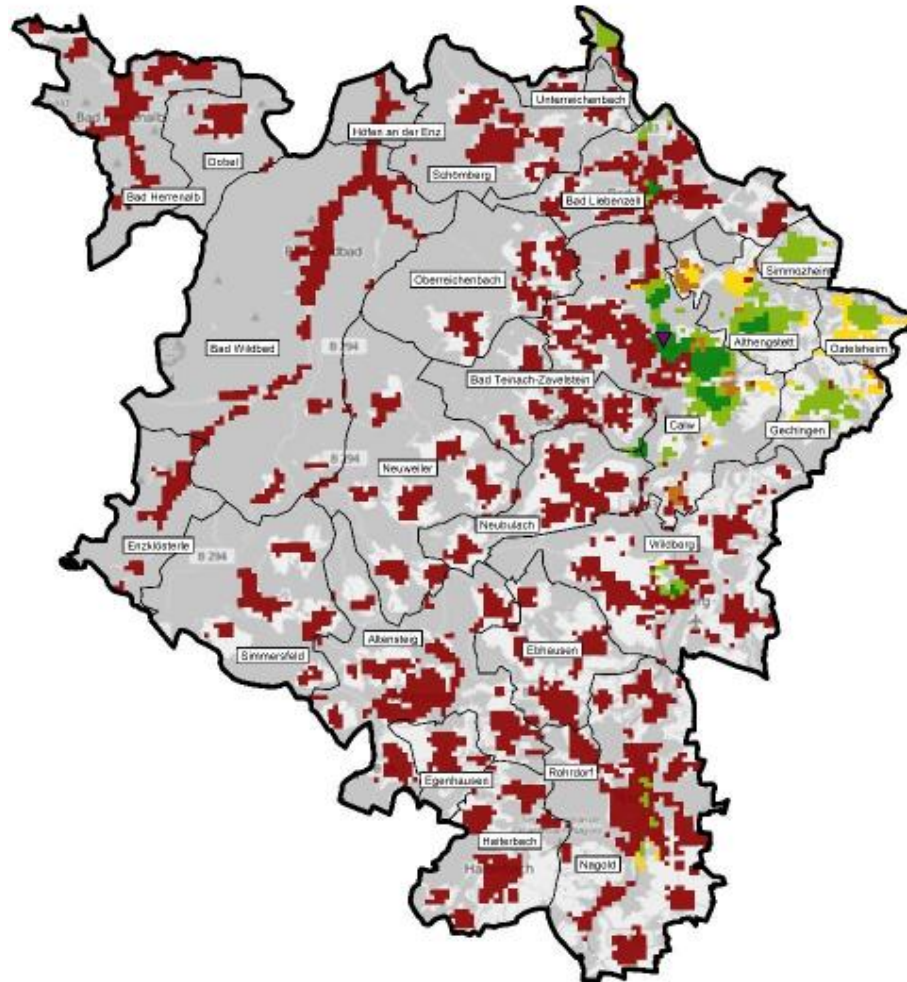 Unterreichenbach
Höfen an der Enz
Dobel
Schömberg
Bad Herrenalb
Bad Liebenzell
Simmozheim
Oberreichenbach
Althengstett
Ostelsheim
B 294
Bad Wildbad
Bad Teinach-Zavelstein
Calw
Gechingen
B 294
Neuweiler
Neubulach
Wildberg
Enzklösterle
B 294
Altensteig
Ebhausen
Simmersfeld
Rohrdorf
Egenhausen
Haiterbach
Nagold